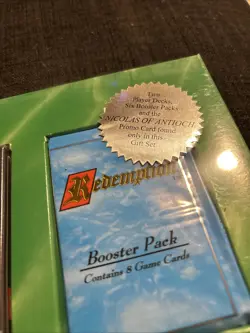 Two
Player Decks,
Six Booster Packs
and the
NICOLAS OF ANTIOCH
Promo Card found
only in this
Gift Set
Redemption
Booster Pack
Contains 8 Game Cards